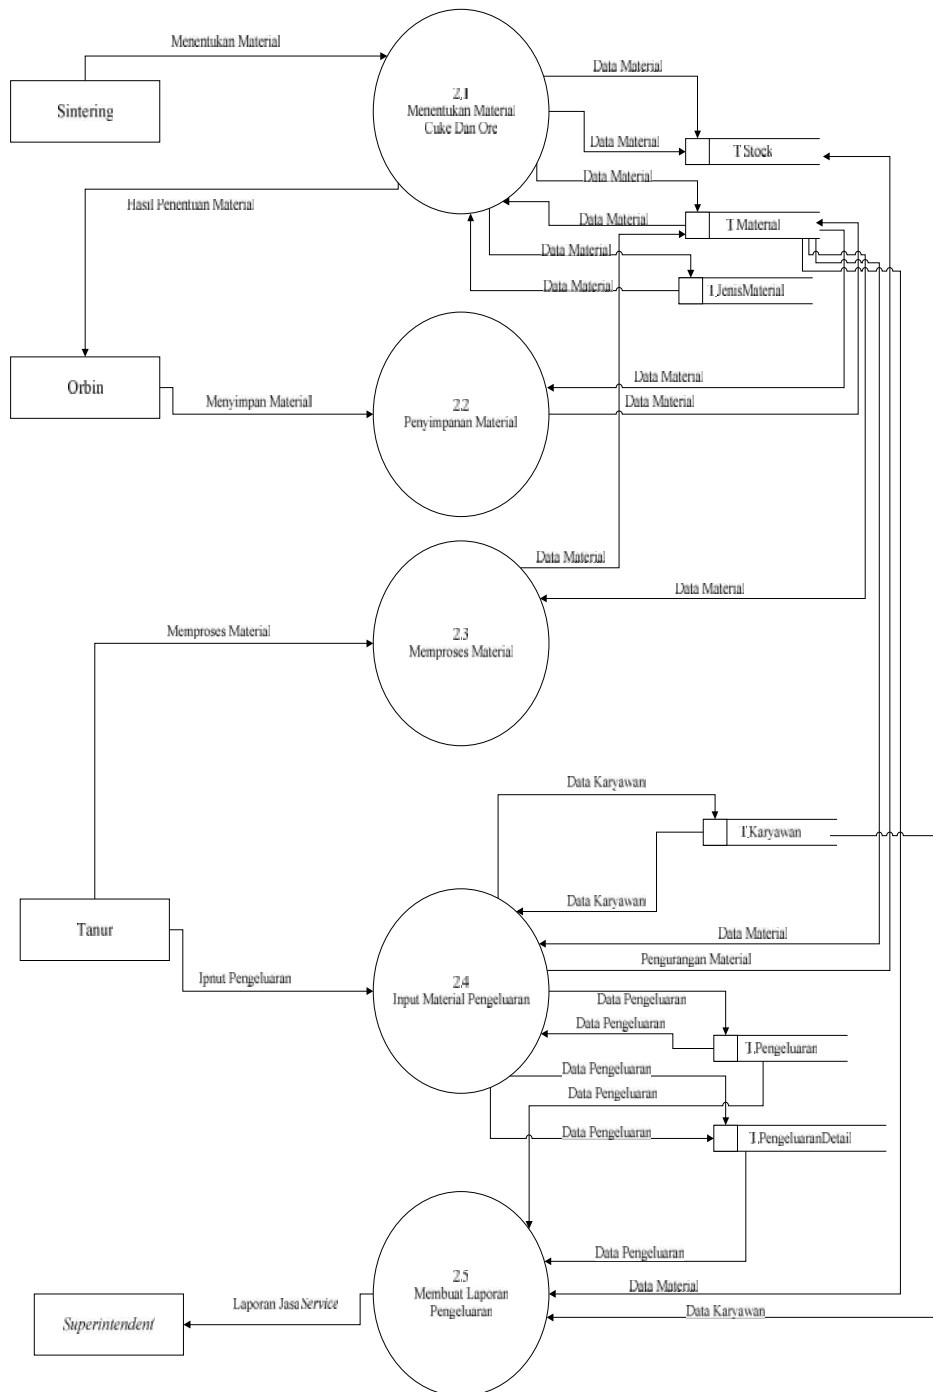 Menentukan Material
Sintering
2.1
Menentukan Material
Cuke Dan Ore
Data Material
Data Material
T.Stock
Data Material
Hasil Penentuan Material
Data Material
T.Material
Data Material
Data Material
T.JenisMaterial
Orbin
Menyimpan Material
2.2
Penyimpanan Material
Data Material
Data Material
Data Material
Data Material
Memproses Material
2.3
Memproses Material
Data Karyawan
T.Karyawan
Data Karyawan
Tanur
Data Material
Pengurangan Material
Ipnut Pengeluaran
2.4
Input Material Pengeluaran
Data Pengeluaran
Data Pengeluaran
T.Pengeluaran
Data Pengeluaran
Data Pengeluaran
Data Pengeluaran
T.PengeluaranDetail
Data Pengeluaran
2.5
Membuat Laporan
Pengeluaran
Data Material
Laporan Jasa Service
Data Karyawan
Superintendent